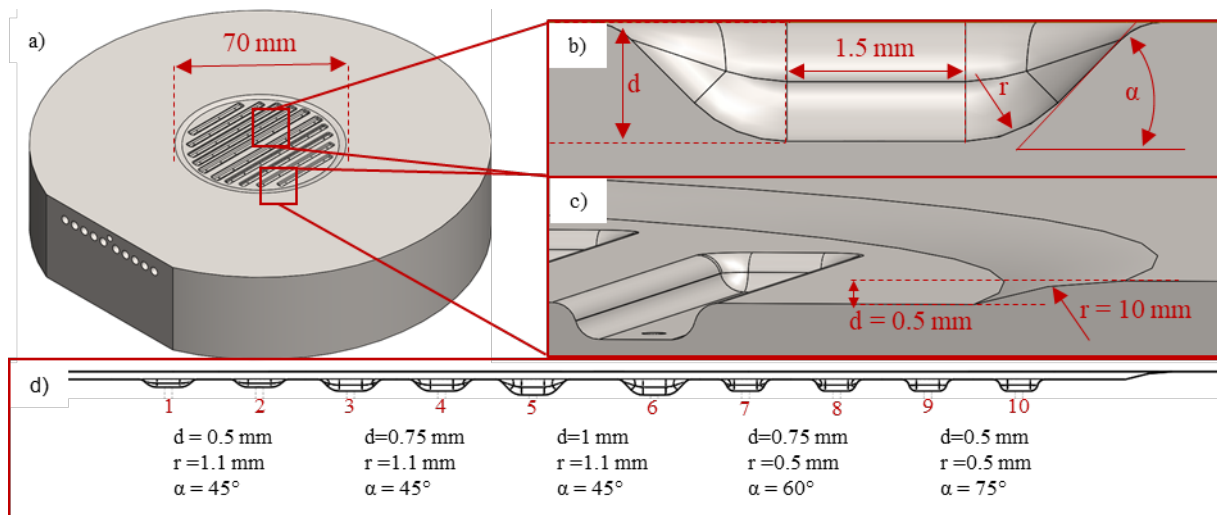 a)
70 mm
b)
d
1.5 mm
r
α
c)
d = 0.5 mm
r = 10 mm
d)
1 2 3 4 5 6 7 8 9 10
d = 0.5 mm
r =1.1 mm
α = 45°
d=0.75 mm
r =1.1 mm
α = 45°
d=1 mm
r =1.1 mm
α = 45°
d=0.75 mm
r =0.5 mm
α = 60°
d=0.5 mm
r =0.5 mm
α = 75°